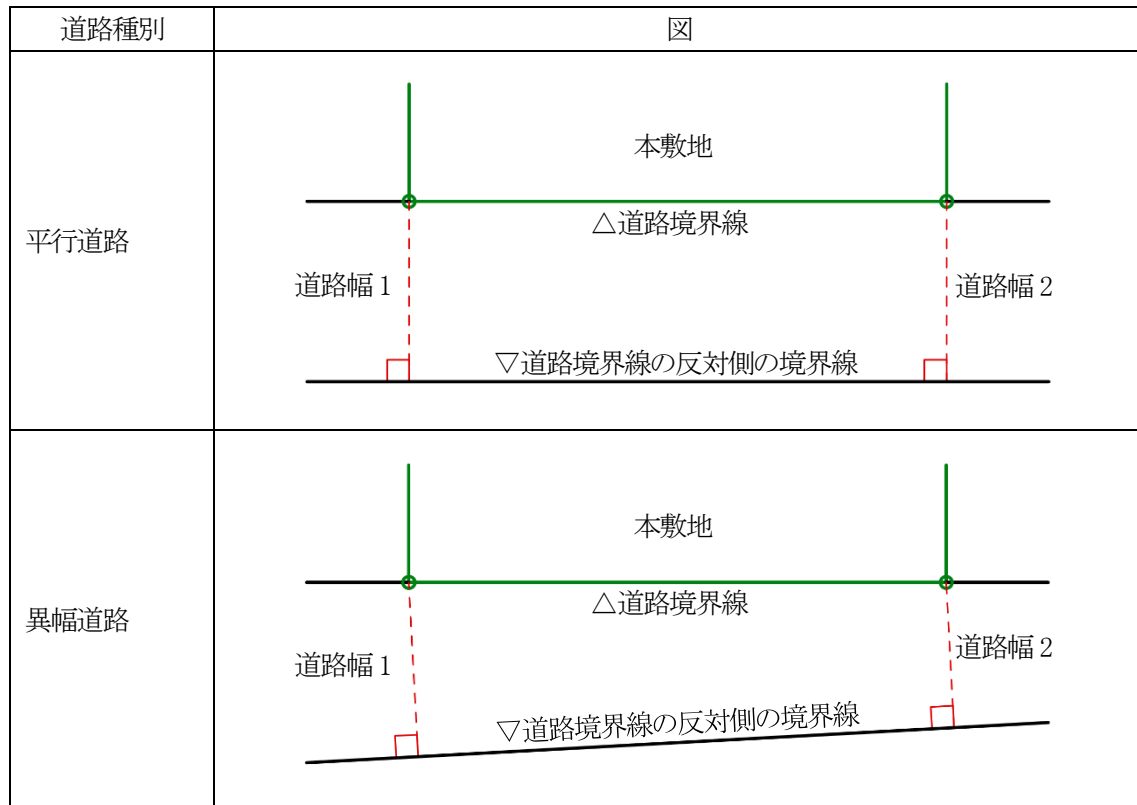 道路種別
図
平行道路
本敷地
△道路境界線
道路幅1
道路幅2
▽道路境界線の反対側の境界線
異幅道路
本敷地
△道路境界線
道路幅1
道路幅2
▽道路境界線の反対側の境界線